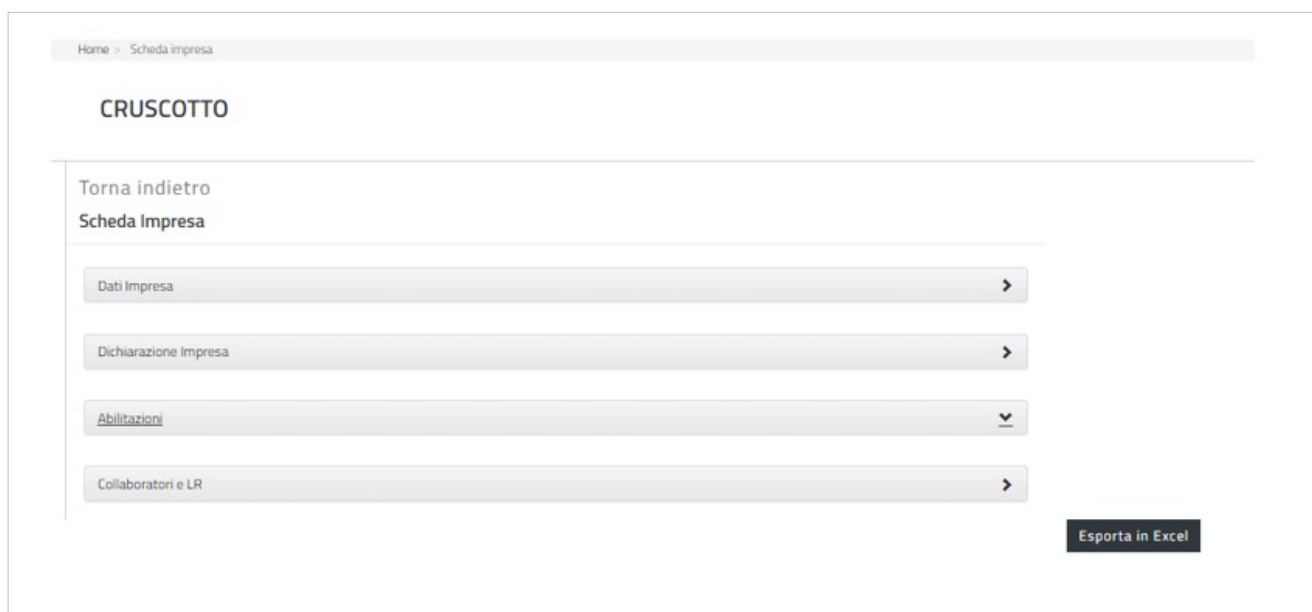 Home > Scheda impresa
CRUSCOTTO
Torna indietro
Scheda Impresa
Dati Impresa
Dichiarazione Impresa
Abilitazioni
Collaboratori e LR
Esporta in Excel